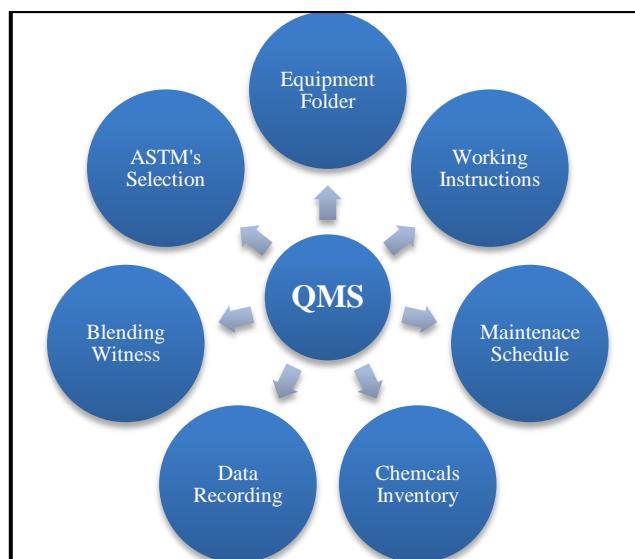 Equipment
Folder
Working
Instructions
Maintenace
Schedule
Chemcals
Inventory
Data
Recording
Blending
Witness
ASTM's
Selection
QMS